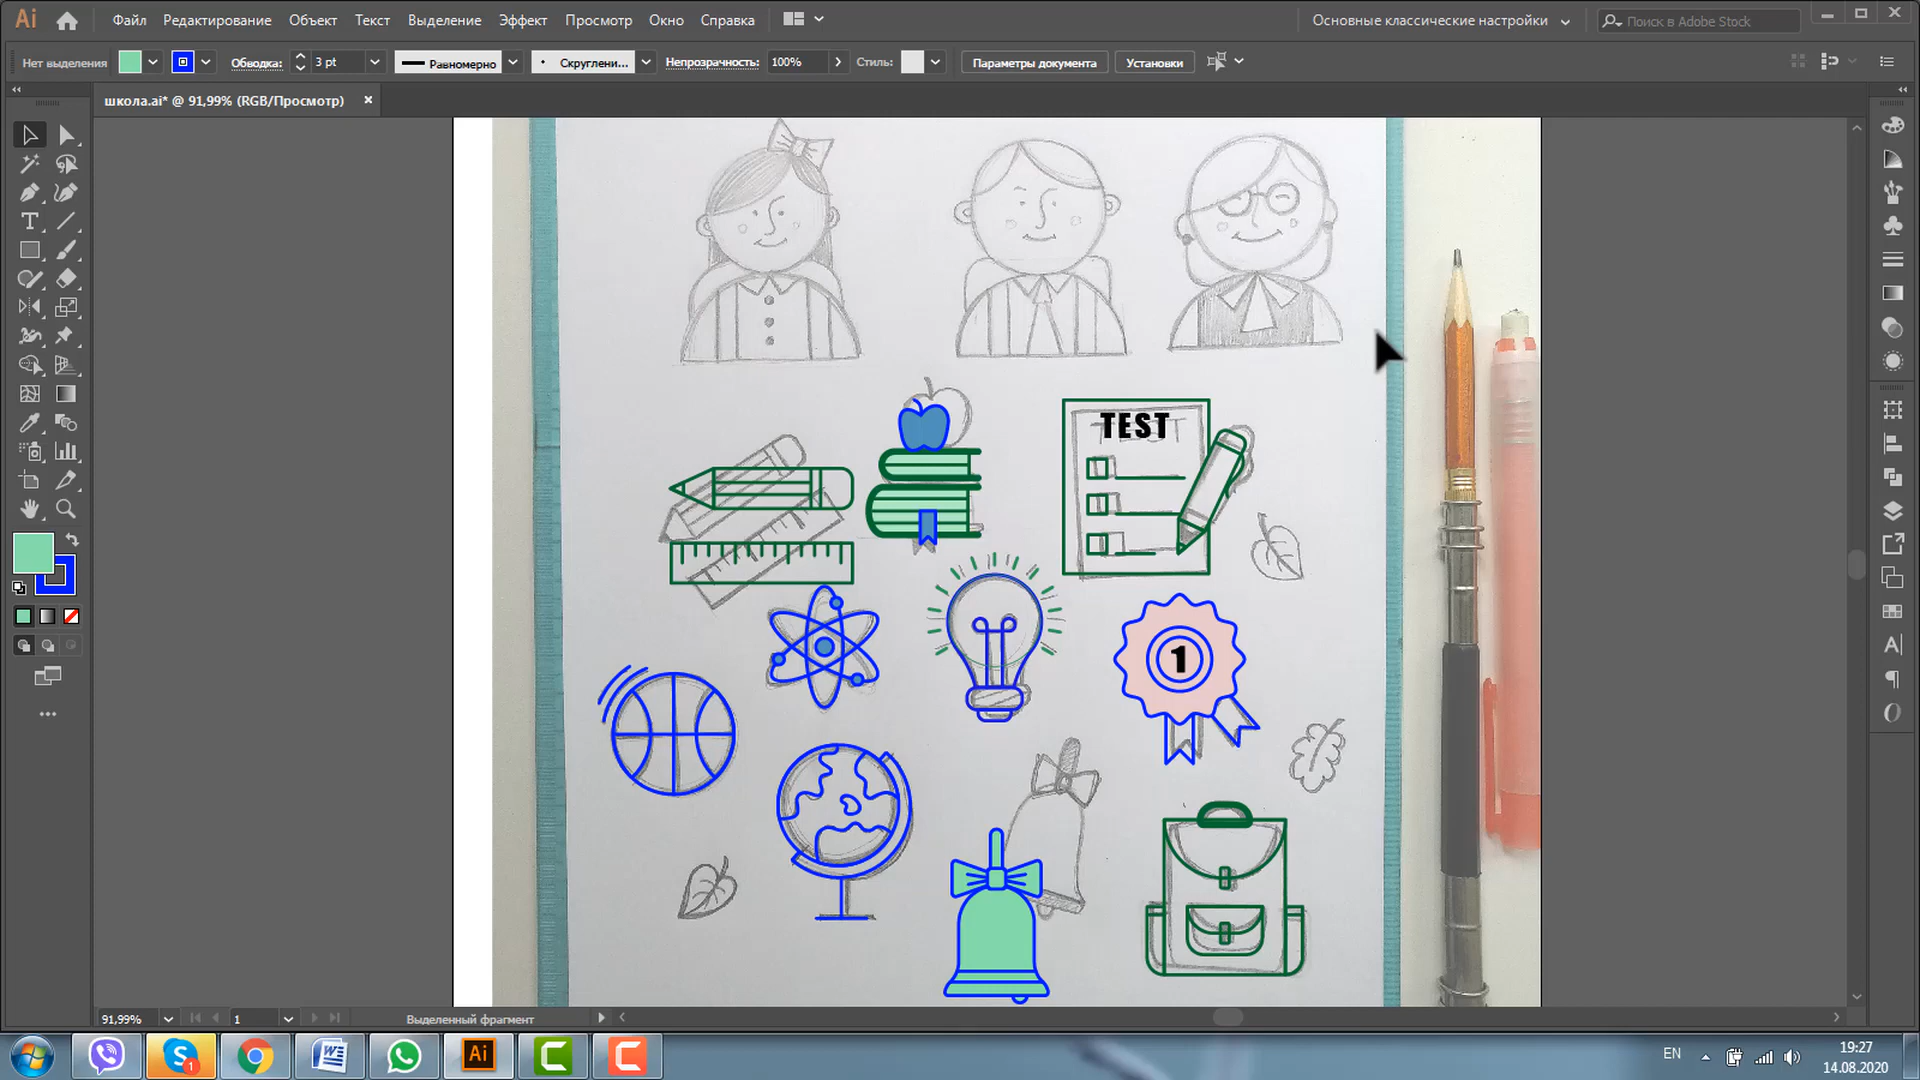 Ai Файл Редактирование Объект Текст Выделение Эффект Просмотр Окно Справка Основные классические настройки Поиск в Adobe Stock
Нет выделения Обводка: 3 pt Равномерно Скруглени... Непрозрачность: 100% Стиль: Параметры документа Установки
школа.ai* @ 91,99% (RGB/Просмотр)
TEST
1
91,99% 1 Выделенный фрагмент
Ai EN 19:27
14.08.2020